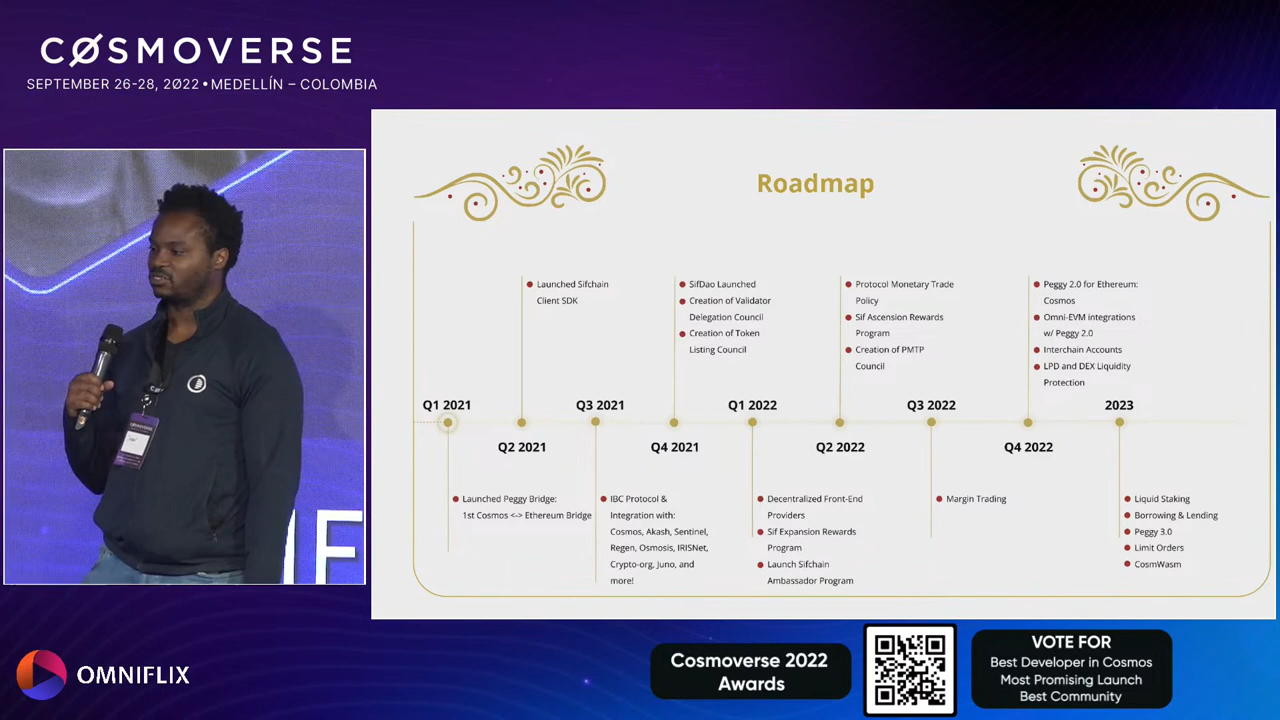 CØSMOVERSE
SEPTEMBER 26-28, 2Ø22 • MEDELLÍN – COLOMBIA
Roadmap
Launched Sifchain
Client SDK
SifDao Launched
Creation of Validator
Delegation Council
Creation of Token
Listing Council
Protocol Monetary Trade
Policy
Sif Ascension Rewards
Program
Creation of PMTP
Council
Peggy 2.0 for Ethereum:
Cosmos
Omni-EVM integrations
w/ Peggy 2.0
Interchain Accounts
LPD and DEX Liquidity
Protection
Q1 2021
Q3 2021
Q1 2022
Q3 2022
2023
Q2 2021
Q4 2021
Q2 2022
Q4 2022
Launched Peggy Bridge:
1st Cosmos <-> Ethereum Bridge
IBC Protocol &
Integration with:
Cosmos, Akash, Sentinel,
Regen, Osmosis, IRISNet,
Crypto-org, Juno, and
more!
Decentralized Front-End
Providers
Sif Expansion Rewards
Program
Launch Sifchain
Ambassador Program
Margin Trading
Liquid Staking
Borrowing & Lending
Peggy 3.0
Limit Orders
CosmWasm
OMNIFLIX
Cosmoverse 2022
Awards
VOTE FOR
Best Developer in Cosmos
Most Promising Launch
Best Community